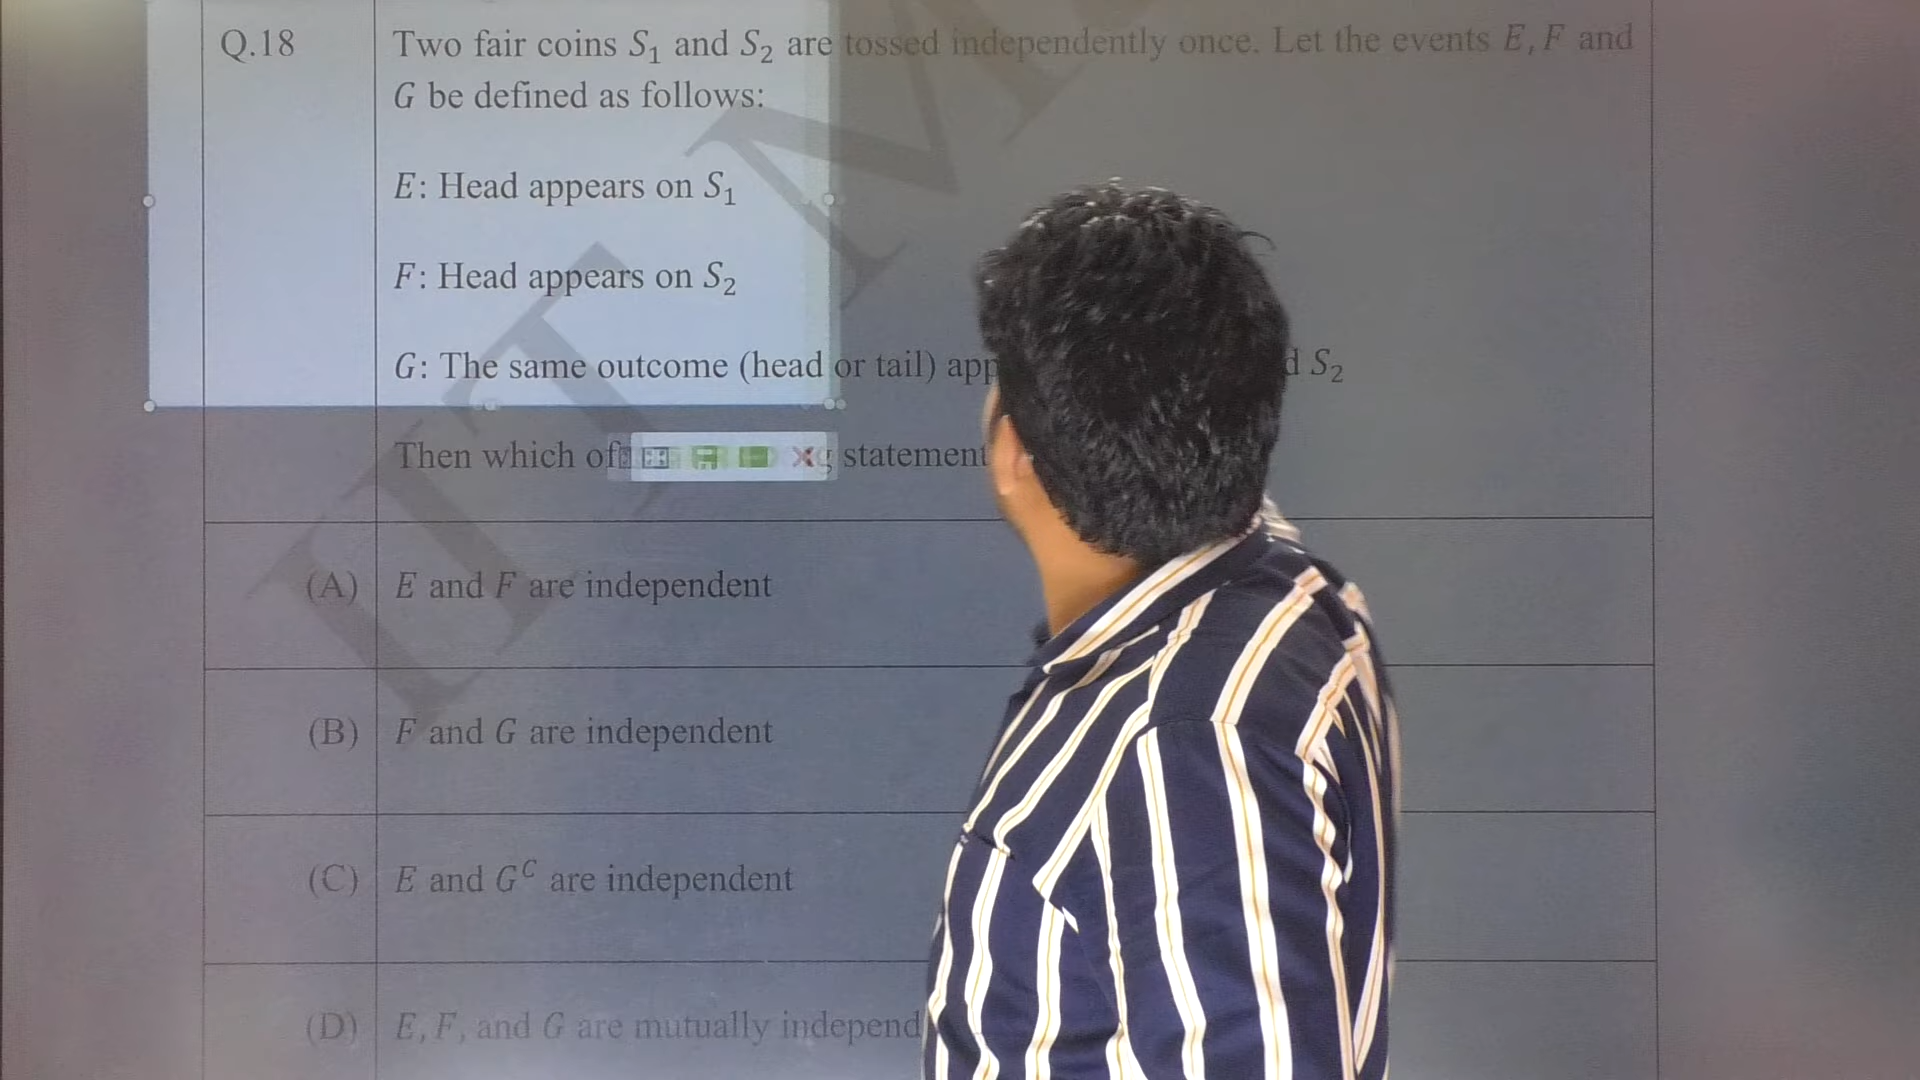 Q.18
Two fair coins S₁ and S₂ are tossed independently once. Let the events E, F and
G be defined as follows:
E: Head appears on S₁
F: Head appears on S₂
G: The same outcome (head or tail) app d S₂
Then which of g statement
(A) E and F are independent
(B) F and G are independent
(C) E and Gᶜ are independent
(D) E, F, and G are mutually independ
IIT M